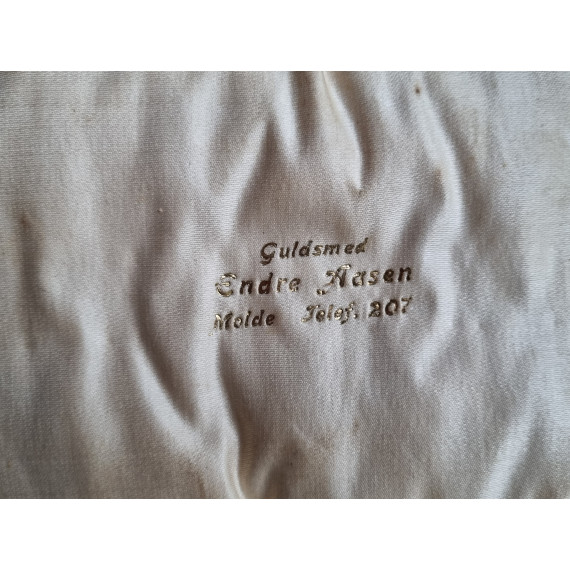 Guldsmed
Endre Aasen
Molde Telef. 207